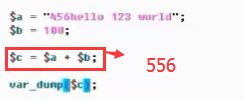 $a = "456hello 123 world";
$b = 100;
$c = $a + $b;
556
var_dump($c);